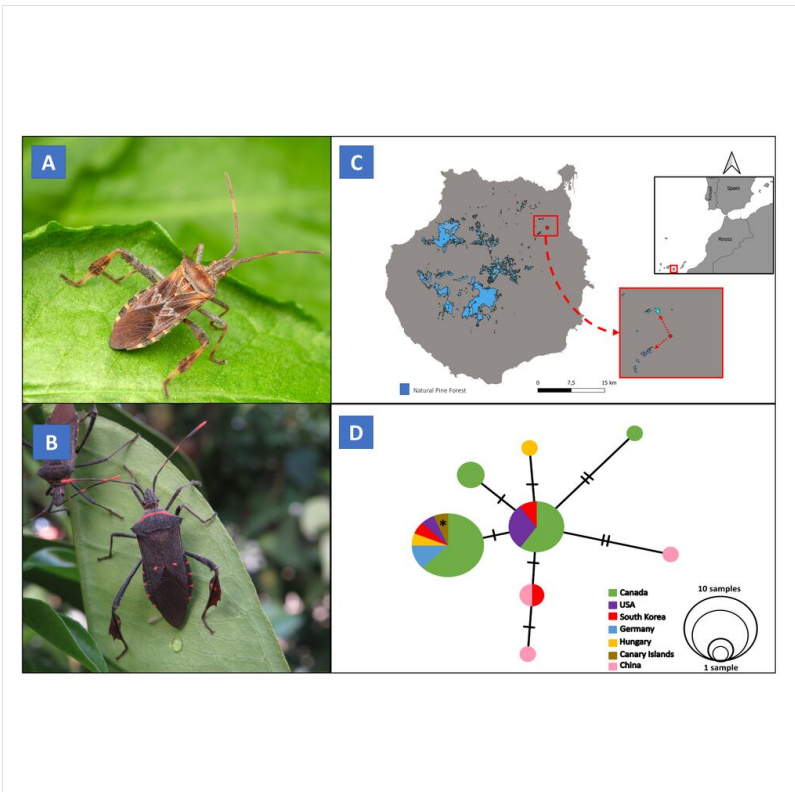 A
B
C
Spain
Natural Pine Forest
0
7,5
15 km
D
*
Canada
USA
South Korea
Germany
Hungary
Canary Islands
China
10 samples
1 sample